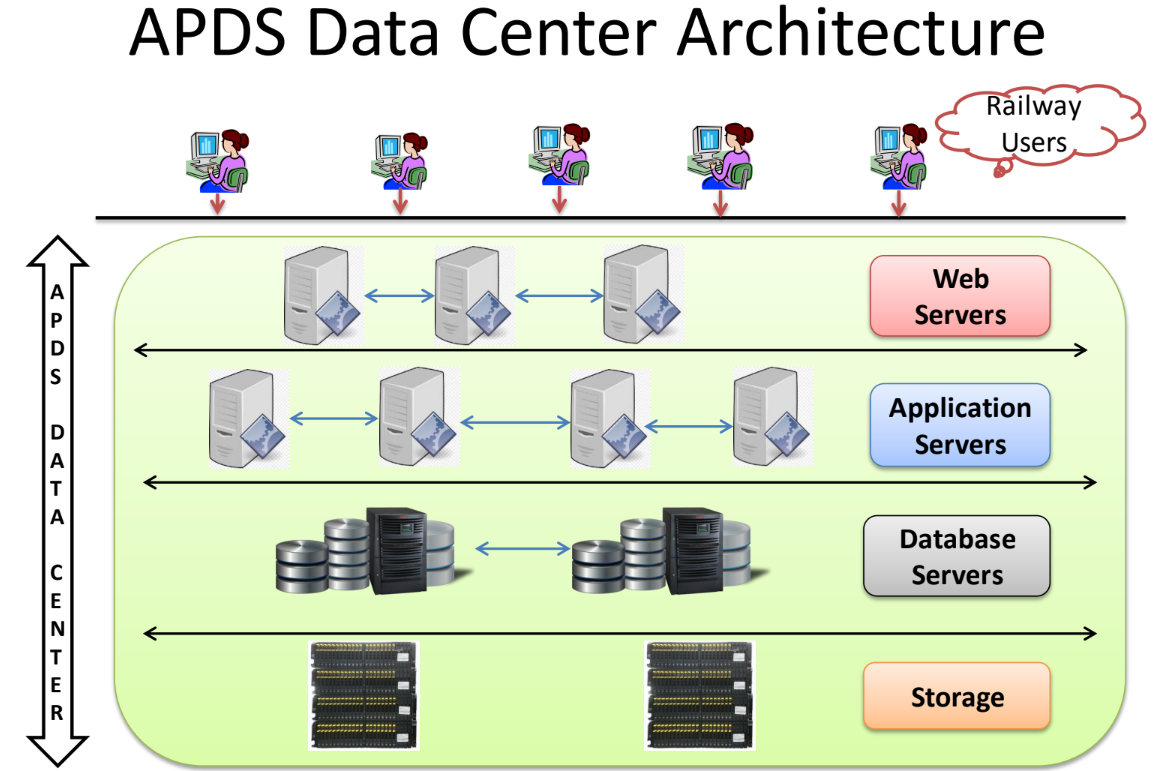 APDS Data Center Architecture
Railway
Users
APDS DATA CENTER
Web
Servers
Application
Servers
Database
Servers
Storage